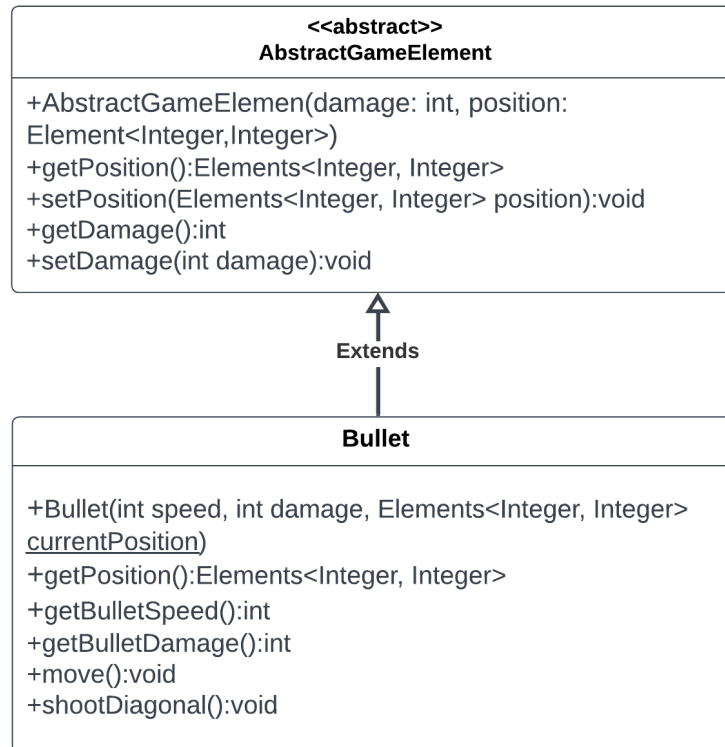 <<abstract>>
AbstractGameElement
+AbstractGameElemen(damage: int, position:
Element<Integer,Integer>)
+getPosition():Elements<Integer, Integer>
+setPosition(Elements<Integer, Integer> position):void
+getDamage():int
+setDamage(int damage):void
Extends
Bullet
+Bullet(int speed, int damage, Elements<Integer, Integer>
currentPosition)
+getPosition():Elements<Integer, Integer>
+getBulletSpeed():int
+getBulletDamage():int
+move():void
+shootDiagonal():void